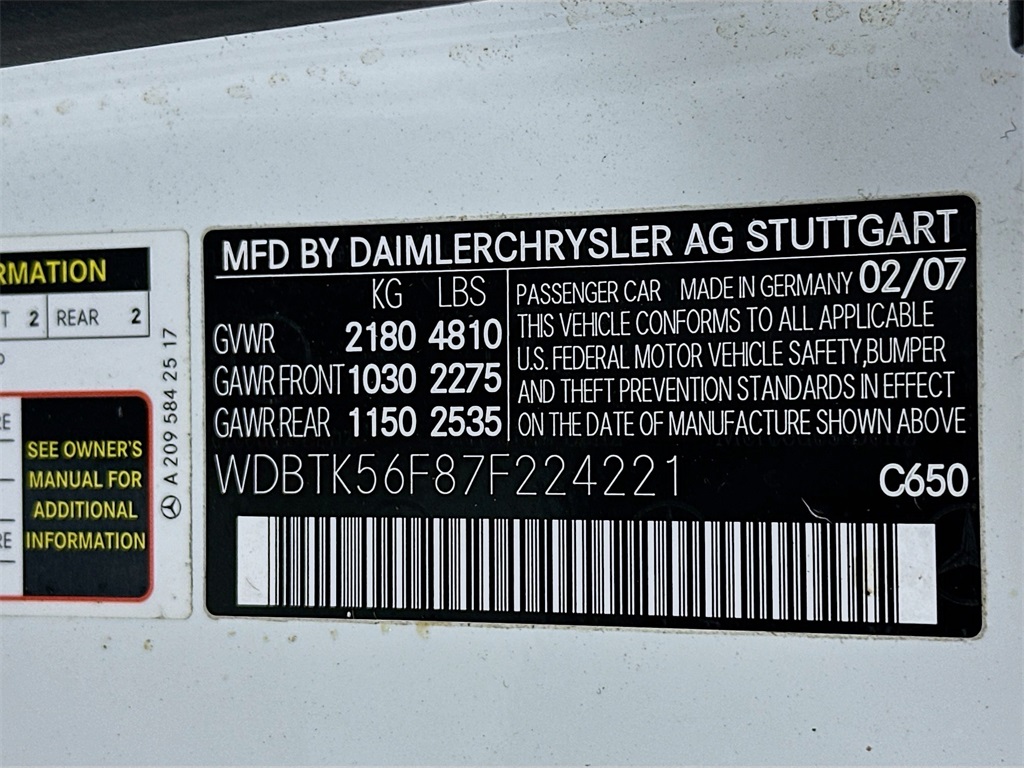 RMATION
T 2 REAR 2
A 209 584 25 17
RE
SEE OWNER'S
MANUAL FOR
ADDITIONAL
RE INFORMATION
MFD BY DAIMLERCHRYSLER AG STUTTGART
KG LBS
GVWR 2180 4810
GAWR FRONT 1030 2275
GAWR REAR 1150 2535
PASSENGER CAR MADE IN GERMANY 02/07
THIS VEHICLE CONFORMS TO ALL APPLICABLE
U.S. FEDERAL MOTOR VEHICLE SAFETY,BUMPER
AND THEFT PREVENTION STANDARDS IN EFFECT
ON THE DATE OF MANUFACTURE SHOWN ABOVE
WDBTK56F87F224221 C650